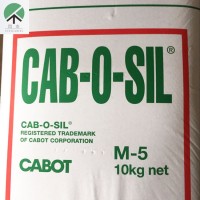 CAB-O-SIL®
CAB-O-SIL®
REGISTERED TRADEMARK
OF CABOT CORPORATION
CABOT
M-5
10kg net